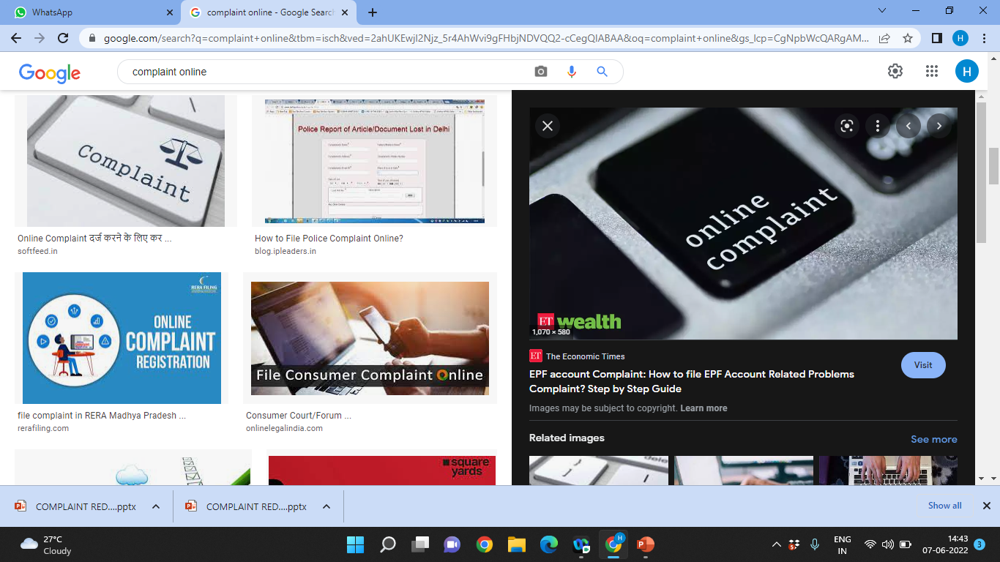 WhatsApp
complaint online - Google Search
google.com/search?q=complaint+online&tbm=isch&ved=2ahUKEwjI2Njz_5r4AhWvi9gFHbjNDVQQ2-cCegQIABAA&oq=complaint+online&gs_lcp=CgNpbWcQARgAM...
H
Google
complaint online
H
Complaint
Online Complaint दर्ज करने के लिए कर ...
softfeed.in
Police Report of Article/Document Lost in Delhi
How to File Police Complaint Online?
blog.ipleaders.in
RERA FILING
ONLINE
COMPLAINT
REGISTRATION
file complaint in RERA Madhya Pradesh ...
rerafiling.com
File Consumer Complaint Online
Consumer Court/Forum ...
onlinelegalindia.com
square
yards
online
complaint
ET wealth
1,070 × 580
ET The Economic Times
Visit
EPF account Complaint: How to file EPF Account Related Problems
Complaint? Step by Step Guide
Images may be subject to copyright. Learn more
Related images
See more
COMPLAINT RED....pptx
COMPLAINT RED....pptx
Show all
27°C
Cloudy
H
ENG
IN
14:43
07-06-2022
3